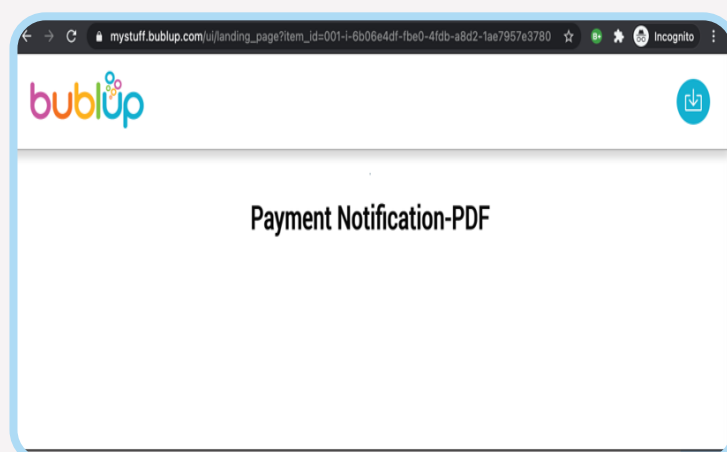 mystuff.bublup.com/ui/landing_page?item_id=001-i-6b06e4df-fbe0-4fdb-a8d2-1ae7957e3780
Incognito
bublup
Payment Notification-PDF